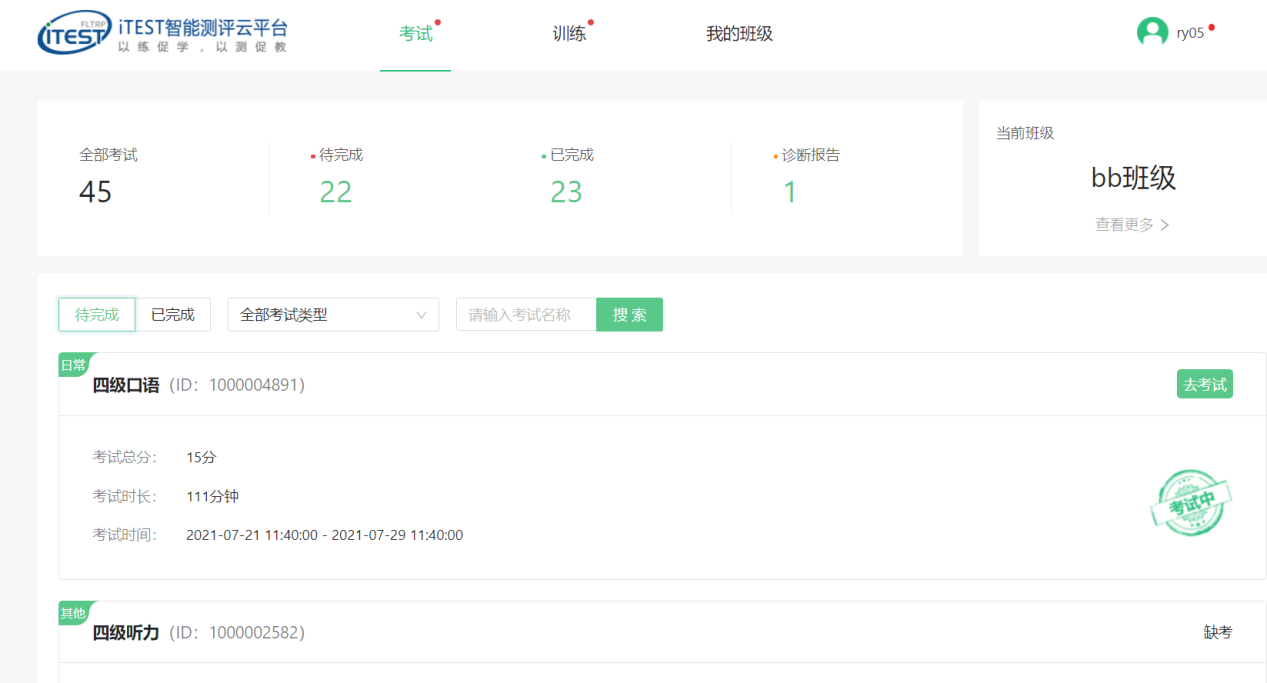 FLTRP
iTEST iTEST智能测评云平台
以练促学，以测促教
考试 训练 我的班级 ry05
全部考试 待完成 已完成 诊断报告
45 22 23 1
当前班级
bb班级
查看更多 >
待完成 已完成 全部考试类型 请输入考试名称 搜索
日常
四级口语 (ID: 1000004891) 去考试
考试总分： 15分
考试时长： 111分钟
考试时间： 2021-07-21 11:40:00 - 2021-07-29 11:40:00
考试中
其他
四级听力 (ID: 1000002582) 缺考